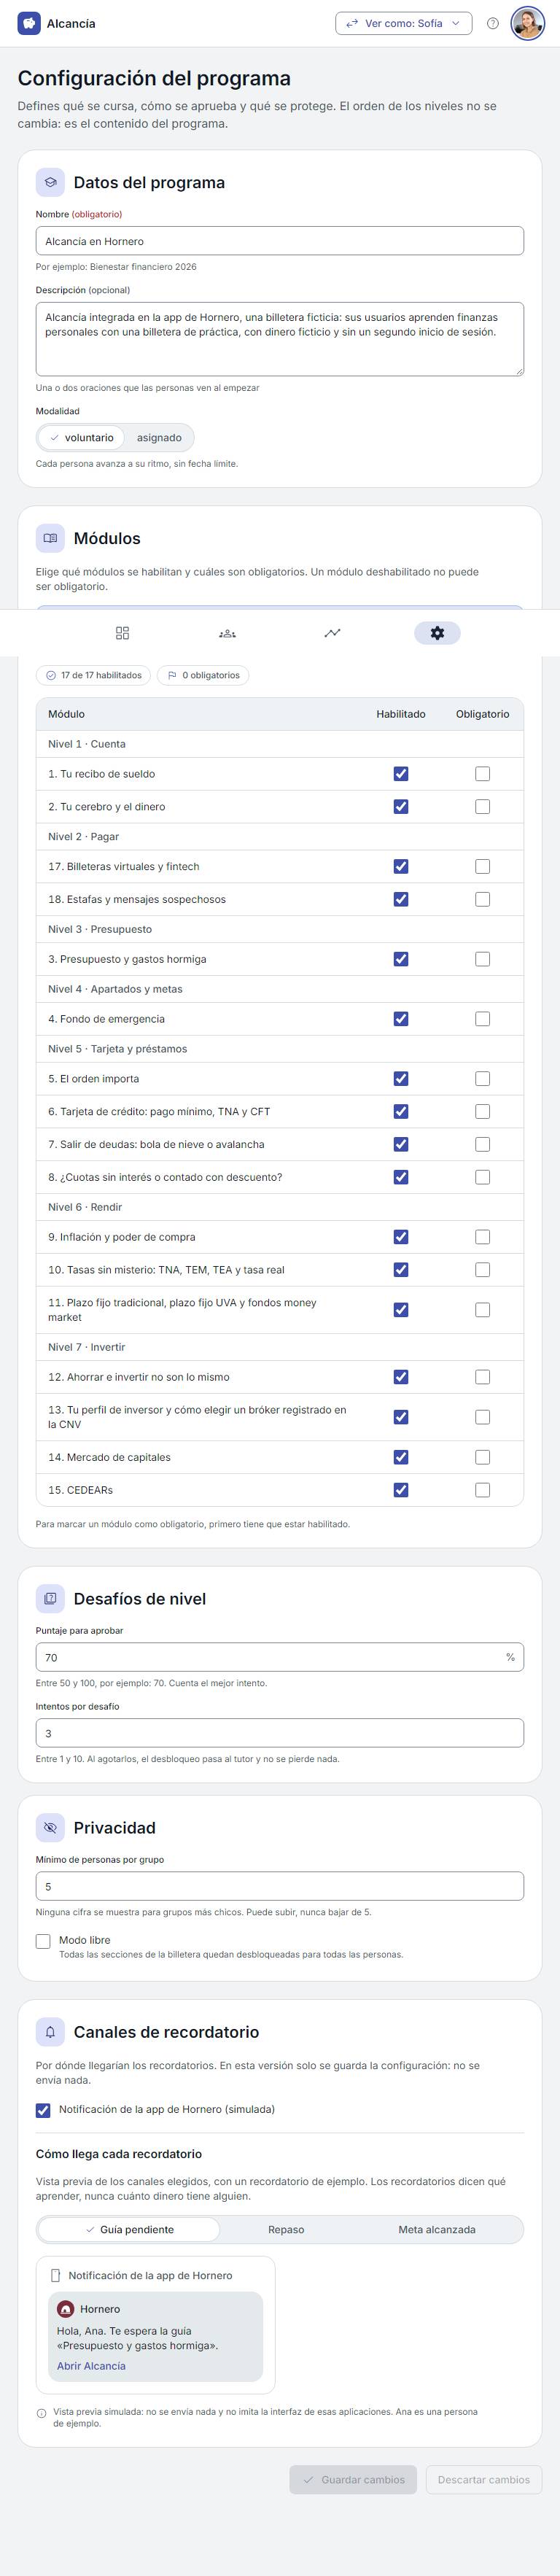 Alcancía
Ver como: Sofía
Configuración del programa
Defines qué se cursa, cómo se aprueba y qué se protege. El orden de los niveles no se
cambia: es el contenido del programa.
Datos del programa
Nombre (obligatorio)
Alcancía en Hornero
Por ejemplo: Bienestar financiero 2026
Descripción (opcional)
Alcancía integrada en la app de Hornero, una billetera ficticia: sus usuarios aprenden finanzas
personales con una billetera de práctica, con dinero ficticio y sin un segundo inicio de sesión.
Una o dos oraciones que las personas ven al empezar
Modalidad
voluntario
asignado
Cada persona avanza a su ritmo, sin fecha límite.
Módulos
Elige qué módulos se habilitan y cuáles son obligatorios. Un módulo deshabilitado no puede
ser obligatorio.
17 de 17 habilitados
0 obligatorios
Módulo Habilitado Obligatorio
Nivel 1 · Cuenta
1. Tu recibo de sueldo
2. Tu cerebro y el dinero
Nivel 2 · Pagar
17. Billeteras virtuales y fintech
18. Estafas y mensajes sospechosos
Nivel 3 · Presupuesto
3. Presupuesto y gastos hormiga
Nivel 4 · Apartados y metas
4. Fondo de emergencia
Nivel 5 · Tarjeta y préstamos
5. El orden importa
6. Tarjeta de crédito: pago mínimo, TNA y CFT
7. Salir de deudas: bola de nieve o avalancha
8. ¿Cuotas sin interés o contado con descuento?
Nivel 6 · Rendir
9. Inflación y poder de compra
10. Tasas sin misterio: TNA, TEM, TEA y tasa real
11. Plazo fijo tradicional, plazo fijo UVA y fondos money
market
Nivel 7 · Invertir
12. Ahorrar e invertir no son lo mismo
13. Tu perfil de inversor y cómo elegir un bróker registrado en
la CNV
14. Mercado de capitales
15. CEDEARs
Para marcar un módulo como obligatorio, primero tiene que estar habilitado.
Desafíos de nivel
Puntaje para aprobar
70 %
Entre 50 y 100, por ejemplo: 70. Cuenta el mejor intento.
Intentos por desafío
3
Entre 1 y 10. Al agotarlos, el desbloqueo pasa al tutor y no se pierde nada.
Privacidad
Mínimo de personas por grupo
5
Ninguna cifra se muestra para grupos más chicos. Puede subir, nunca bajar de 5.
Modo libre
Todas las secciones de la billetera quedan desbloqueadas para todas las personas.
Canales de recordatorio
Por dónde llegarían los recordatorios. En esta versión solo se guarda la configuración: no se
envía nada.
Notificación de la app de Hornero (simulada)
Cómo llega cada recordatorio
Vista previa de los canales elegidos, con un recordatorio de ejemplo. Los recordatorios dicen qué
aprender, nunca cuánto dinero tiene alguien.
Guía pendiente
Repaso
Meta alcanzada
Notificación de la app de Hornero
Hornero
Hola, Ana. Te espera la guía
«Presupuesto y gastos hormiga».
Abrir Alcancía
Vista previa simulada: no se envía nada y no imita la interfaz de esas aplicaciones. Ana es una persona
de ejemplo.
Guardar cambios
Descartar cambios